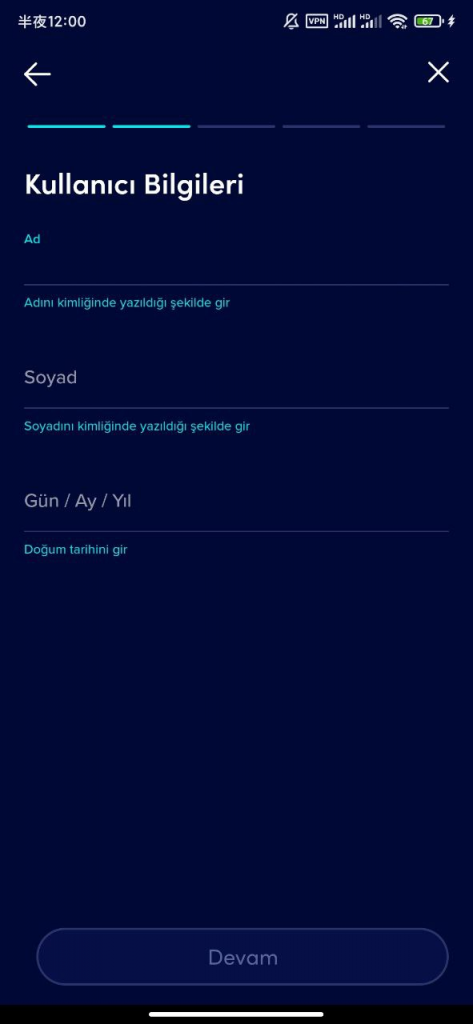 半夜12:00
VPN HD HD 67
Kullanıcı Bilgileri
Ad
Adını kimliğinde yazıldığı şekilde gir
Soyad
Soyadını kimliğinde yazıldığı şekilde gir
Gün / Ay / Yıl
Doğum tarihini gir
Devam